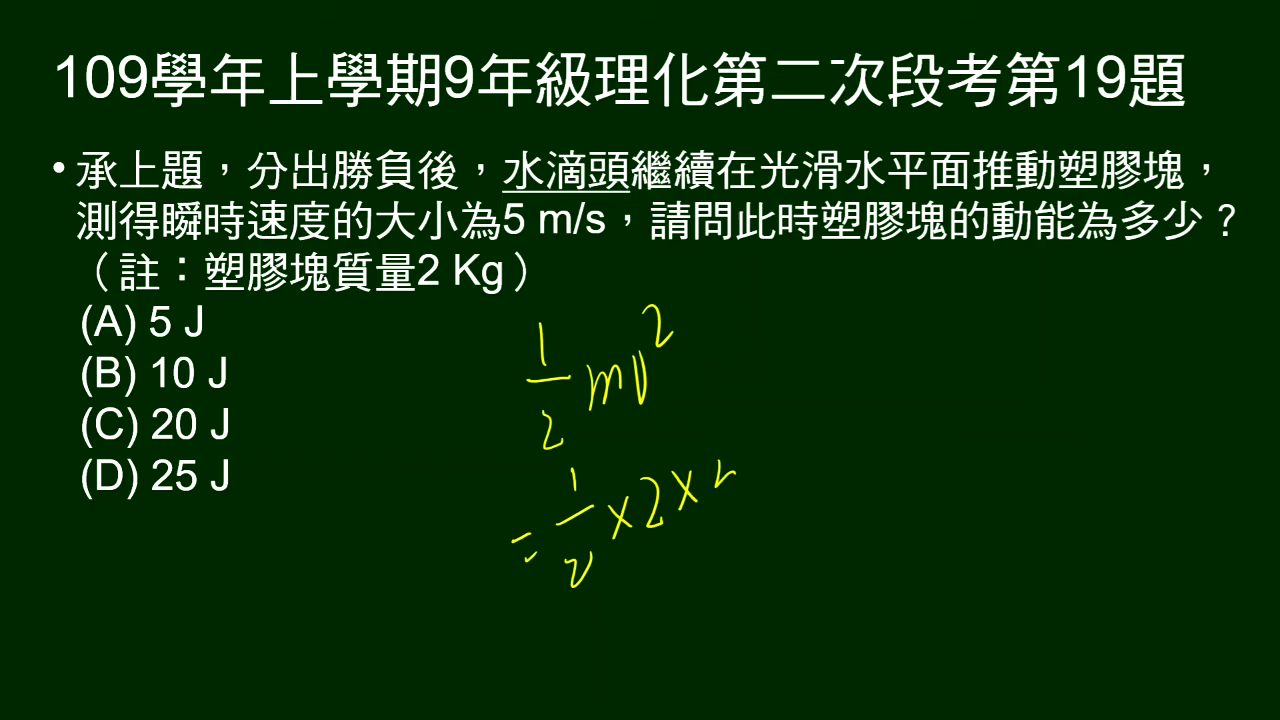 109學年上學期9年級理化第二次段考第19題
• 承上題，分出勝負後，水滴頭繼續在光滑水平面推動塑膠塊，
測得瞬時速度的大小為5 m/s，請問此時塑膠塊的動能為多少？
（註：塑膠塊質量2 Kg）
(A) 5 J
(B) 10 J
(C) 20 J
(D) 25 J
1/2 mv²
= 1/2 × 2 ×